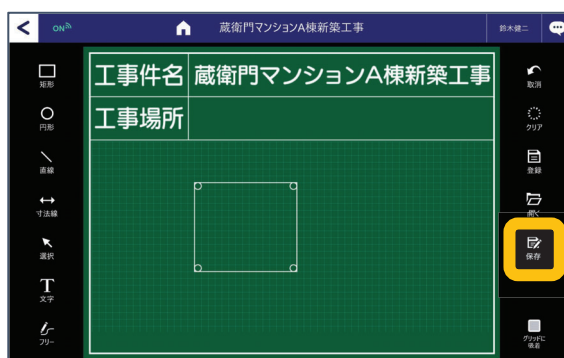 ON
蔵衛門マンションA棟新築工事
鈴木健二
矩形
円形
直線
寸法線
選択
T
文字
フリー
工事件名 蔵衛門マンションA棟新築工事
工事場所
取消
クリア
登録
開く
保存
グリッドに
吸着